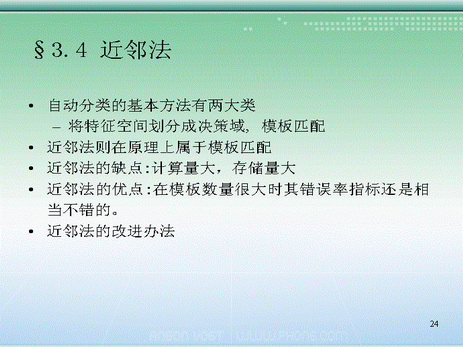 §3.4 近邻法
• 自动分类的基本方法有两大类
– 将特征空间划分成决策域, 模板匹配
• 近邻法则在原理上属于模板匹配
• 近邻法的缺点:计算量大，存储量大
• 近邻法的优点:在模板数量很大时其错误率指标还是相
当不错的。
• 近邻法的改进办法
24